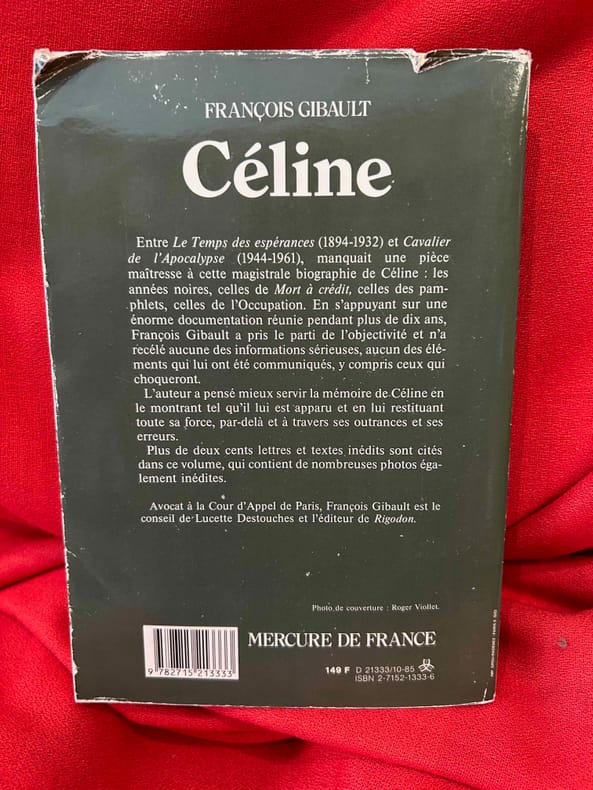 FRANÇOIS GIBAULT
Céline
Entre Le Temps des espérances (1894-1932) et Cavalier
de l'Apocalypse (1944-1961), manquait une pièce
maîtresse à cette magistrale biographie de Céline : les
années noires, celles de Mort à crédit, celles des pam-
phlets, celles de l'Occupation. En s'appuyant sur une
énorme documentation réunie pendant plus de dix ans,
François Gibault a pris le parti de l'objectivité et n'a
recélé aucune des informations sérieuses, aucun des élé-
ments qui lui ont été communiqués, y compris ceux qui
choqueront.
L'auteur a pensé mieux servir la mémoire de Céline en
le montrant tel qu'il lui est apparu et en lui restituant
toute sa force, par-delà et à travers ses outrances et ses
erreurs.
Plus de deux cents lettres et textes inédits sont cités
dans ce volume, qui contient de nombreuses photos éga-
lement inédites.
Avocat à la Cour d'Appel de Paris, François Gibault est le
conseil de Lucette Destouches et l'éditeur de Rigodon.
Photo de couverture : Roger Viollet.
MERCURE DE FRANCE
149 F D 21333/10-85
ISBN 2-7152-1333-6
9 782715 213333